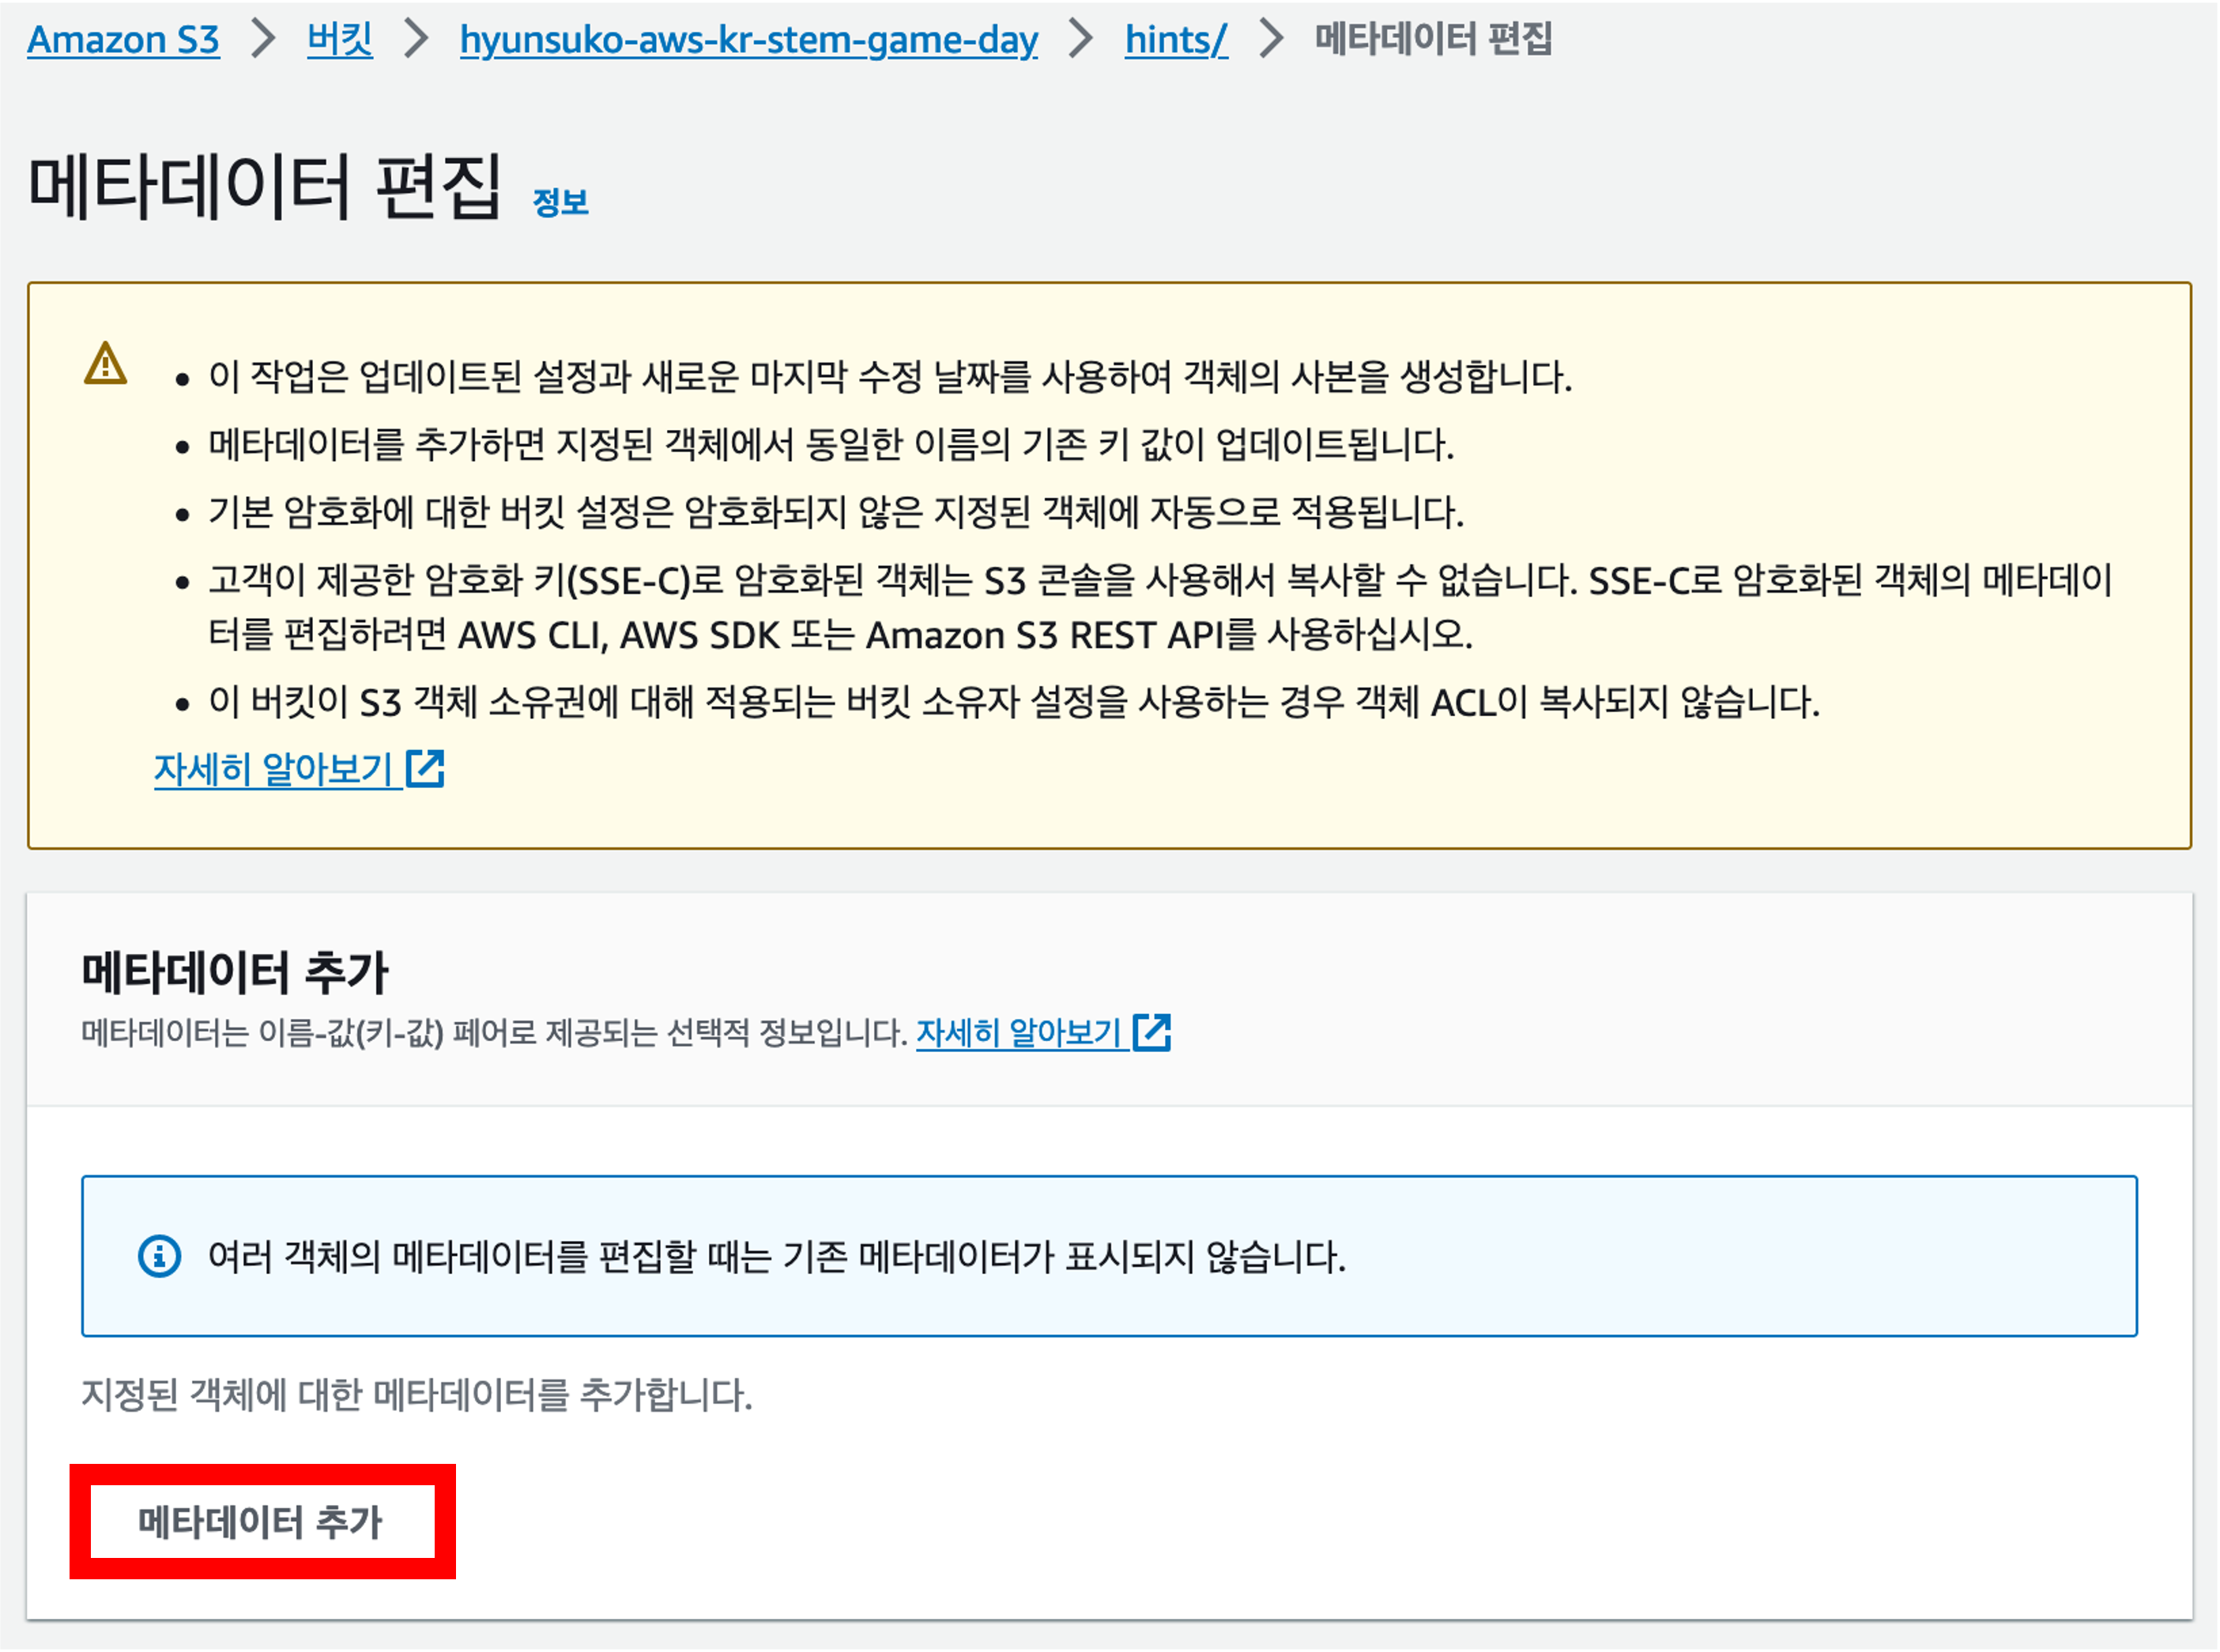 Amazon S3 > 버킷 > hyunsuko-aws-kr-stem-game-day > hints/ > 메타데이터 편집
메타데이터 편집 정보
• 이 작업은 업데이트된 설정과 새로운 마지막 수정 날짜를 사용하여 객체의 사본을 생성합니다.
• 메타데이터를 추가하면 지정된 객체에서 동일한 이름의 기존 키 값이 업데이트됩니다.
• 기본 암호화에 대한 버킷 설정은 암호화되지 않은 지정된 객체에 자동으로 적용됩니다.
• 고객이 제공한 암호화 키(SSE-C)로 암호화된 객체는 S3 콘솔을 사용해서 복사할 수 없습니다. SSE-C로 암호화된 객체의 메타데이
터를 편집하려면 AWS CLI, AWS SDK 또는 Amazon S3 REST API를 사용하십시오.
• 이 버킷이 S3 객체 소유권에 대해 적용되는 버킷 소유자 설정을 사용하는 경우 객체 ACL이 복사되지 않습니다.
자세히 알아보기
메타데이터 추가
메타데이터는 이름-값(키-값) 페어로 제공되는 선택적 정보입니다. 자세히 알아보기
여러 객체의 메타데이터를 편집할 때는 기존 메타데이터가 표시되지 않습니다.
지정된 객체에 대한 메타데이터를 추가합니다.
메타데이터 추가